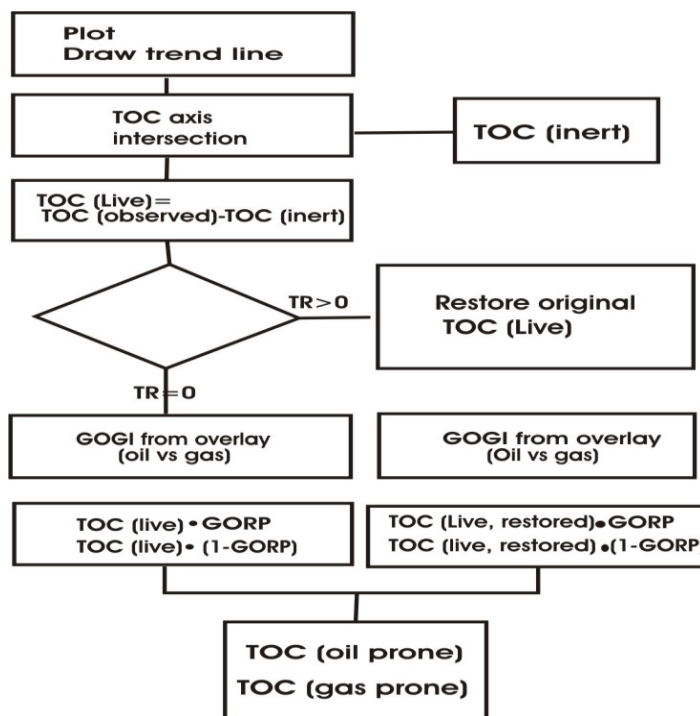 Plot
Draw trend line
TOC axis
intersection
TOC (inert)
TOC (Live)=
TOC (observed)-TOC (inert)
TR>0
Restore original
TOC (Live)
TR=0
GOGI from overlay
(oil vs gas)
GOGI from overlay
(Oil vs gas)
TOC (live)•GORP
TOC (live)•(1-GORP)
TOC (Live, restored)•GORP
TOC (live, restored)•(1-GORP
TOC (oil prone)
TOC (gas prone)